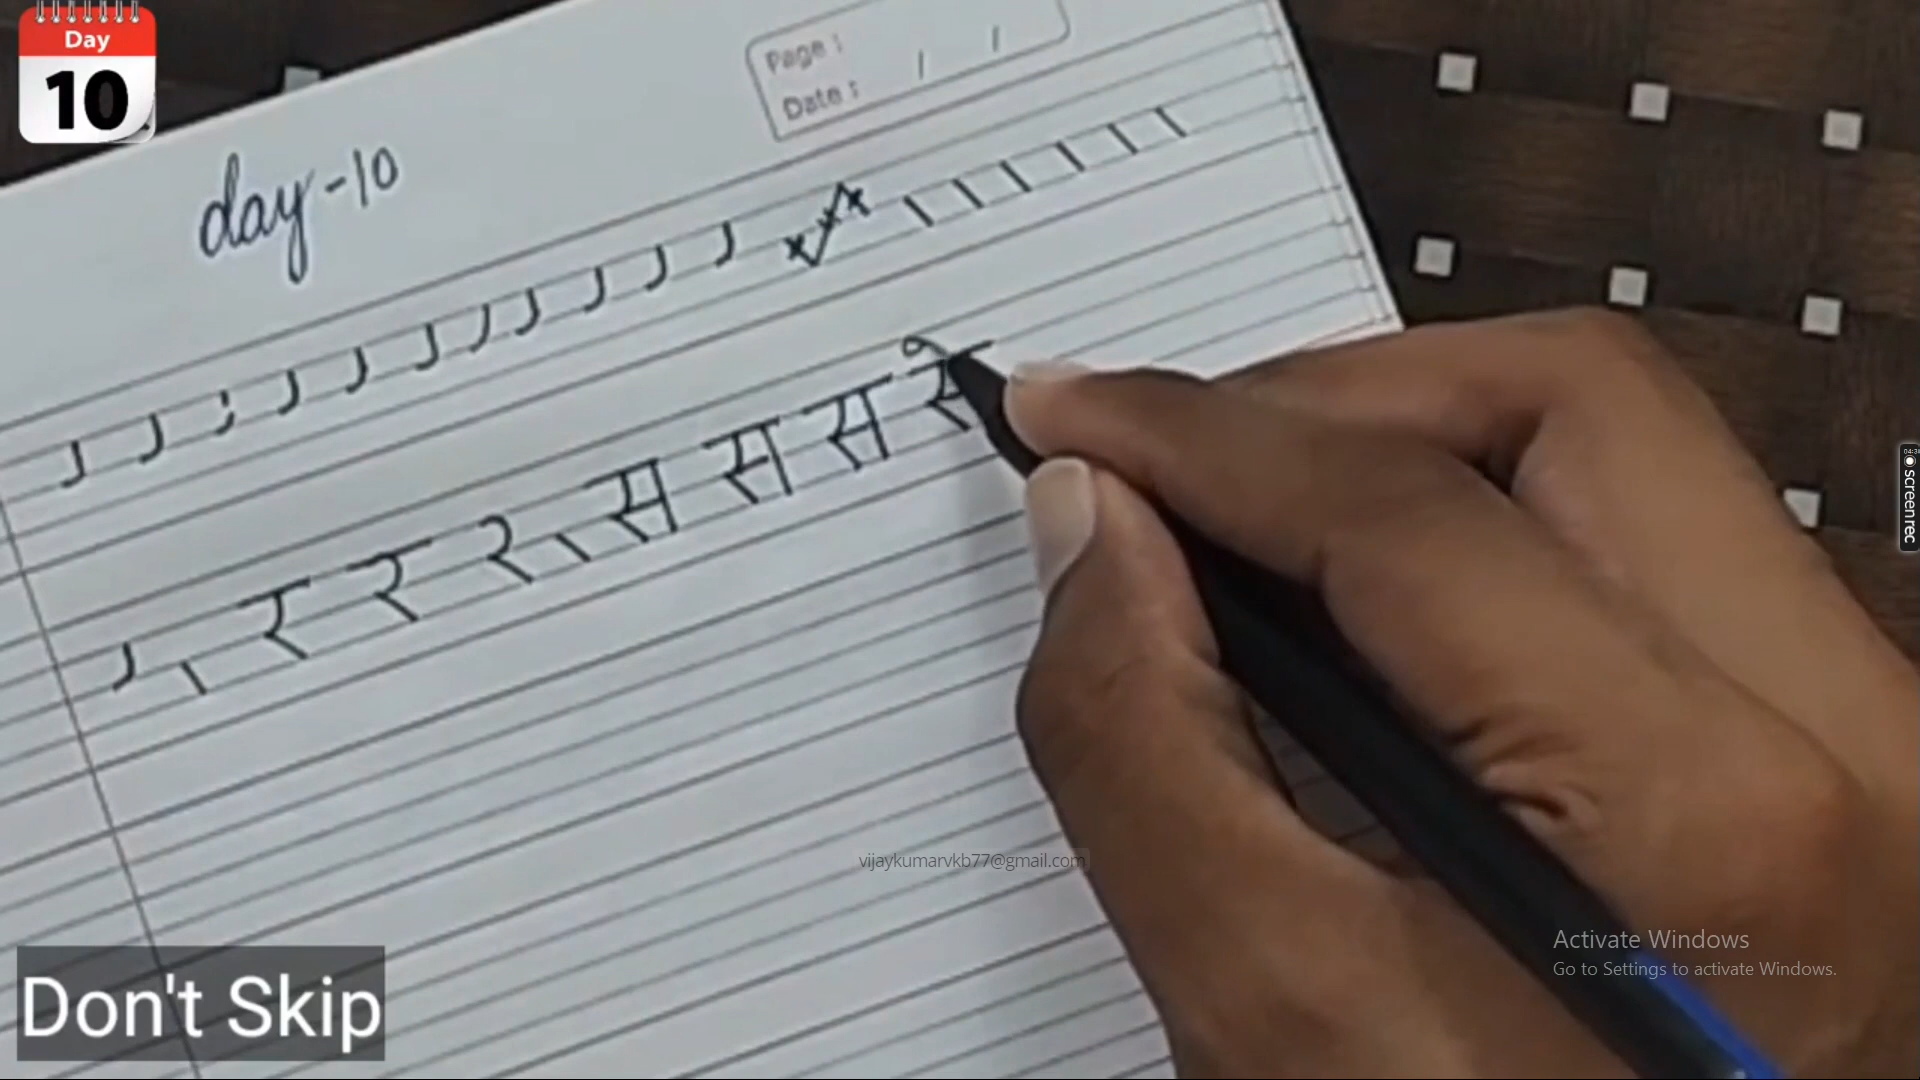 Day
10
Page :
Date : / /
day-10
र र र स स स
vijaykumarvkb77@gmail.com
screenrec
Activate Windows
Go to Settings to activate Windows.
Don't Skip